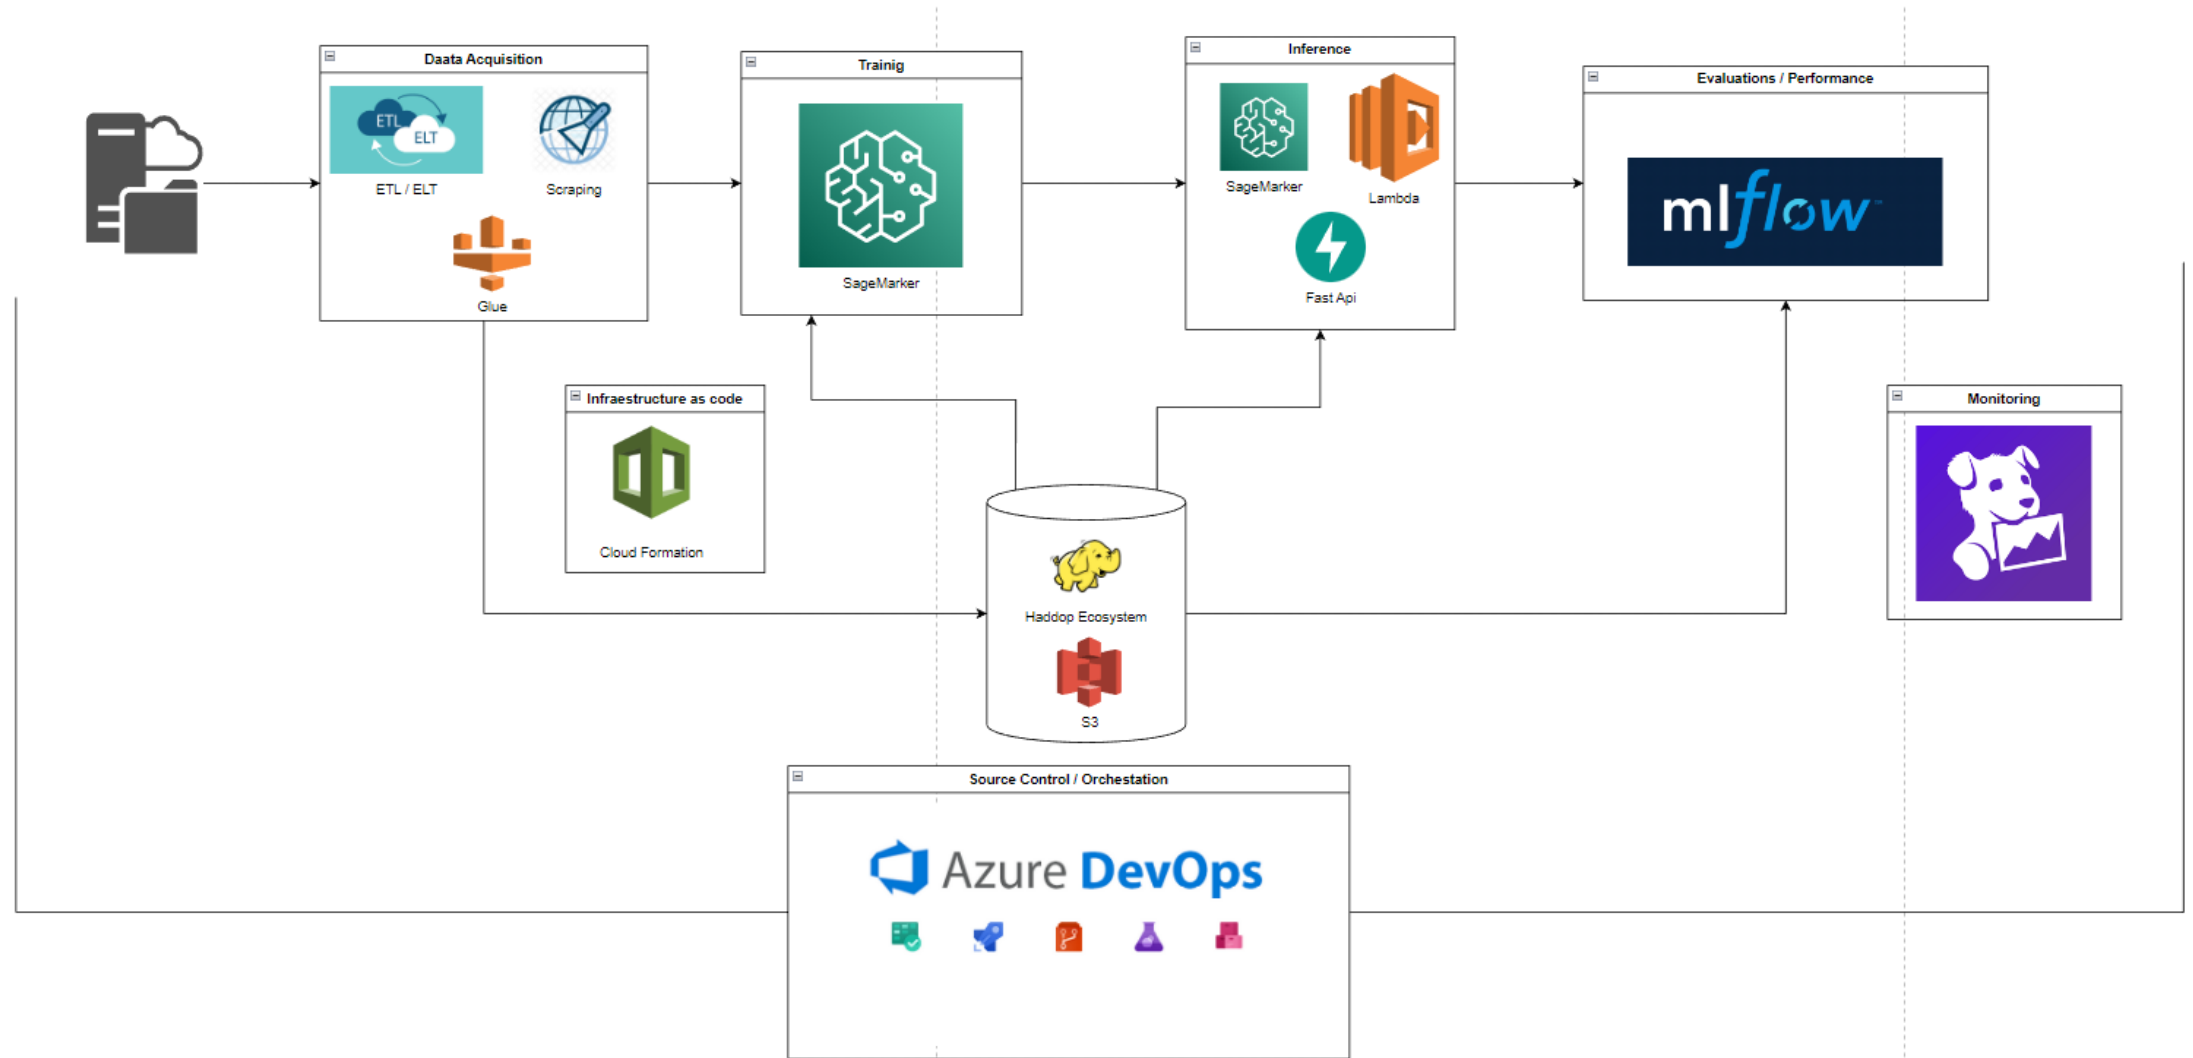 Daata Acquisition
ETL
ELT
ETL / ELT
Scraping
Glue
Trainig
SageMarker
Inference
SageMarker
Lambda
Fast Api
Evaluations / Performance
mlflow
Infraestructure as code
Cloud Formation
Monitoring
Haddop Ecosystem
S3
Source Control / Orchestation
Azure DevOps